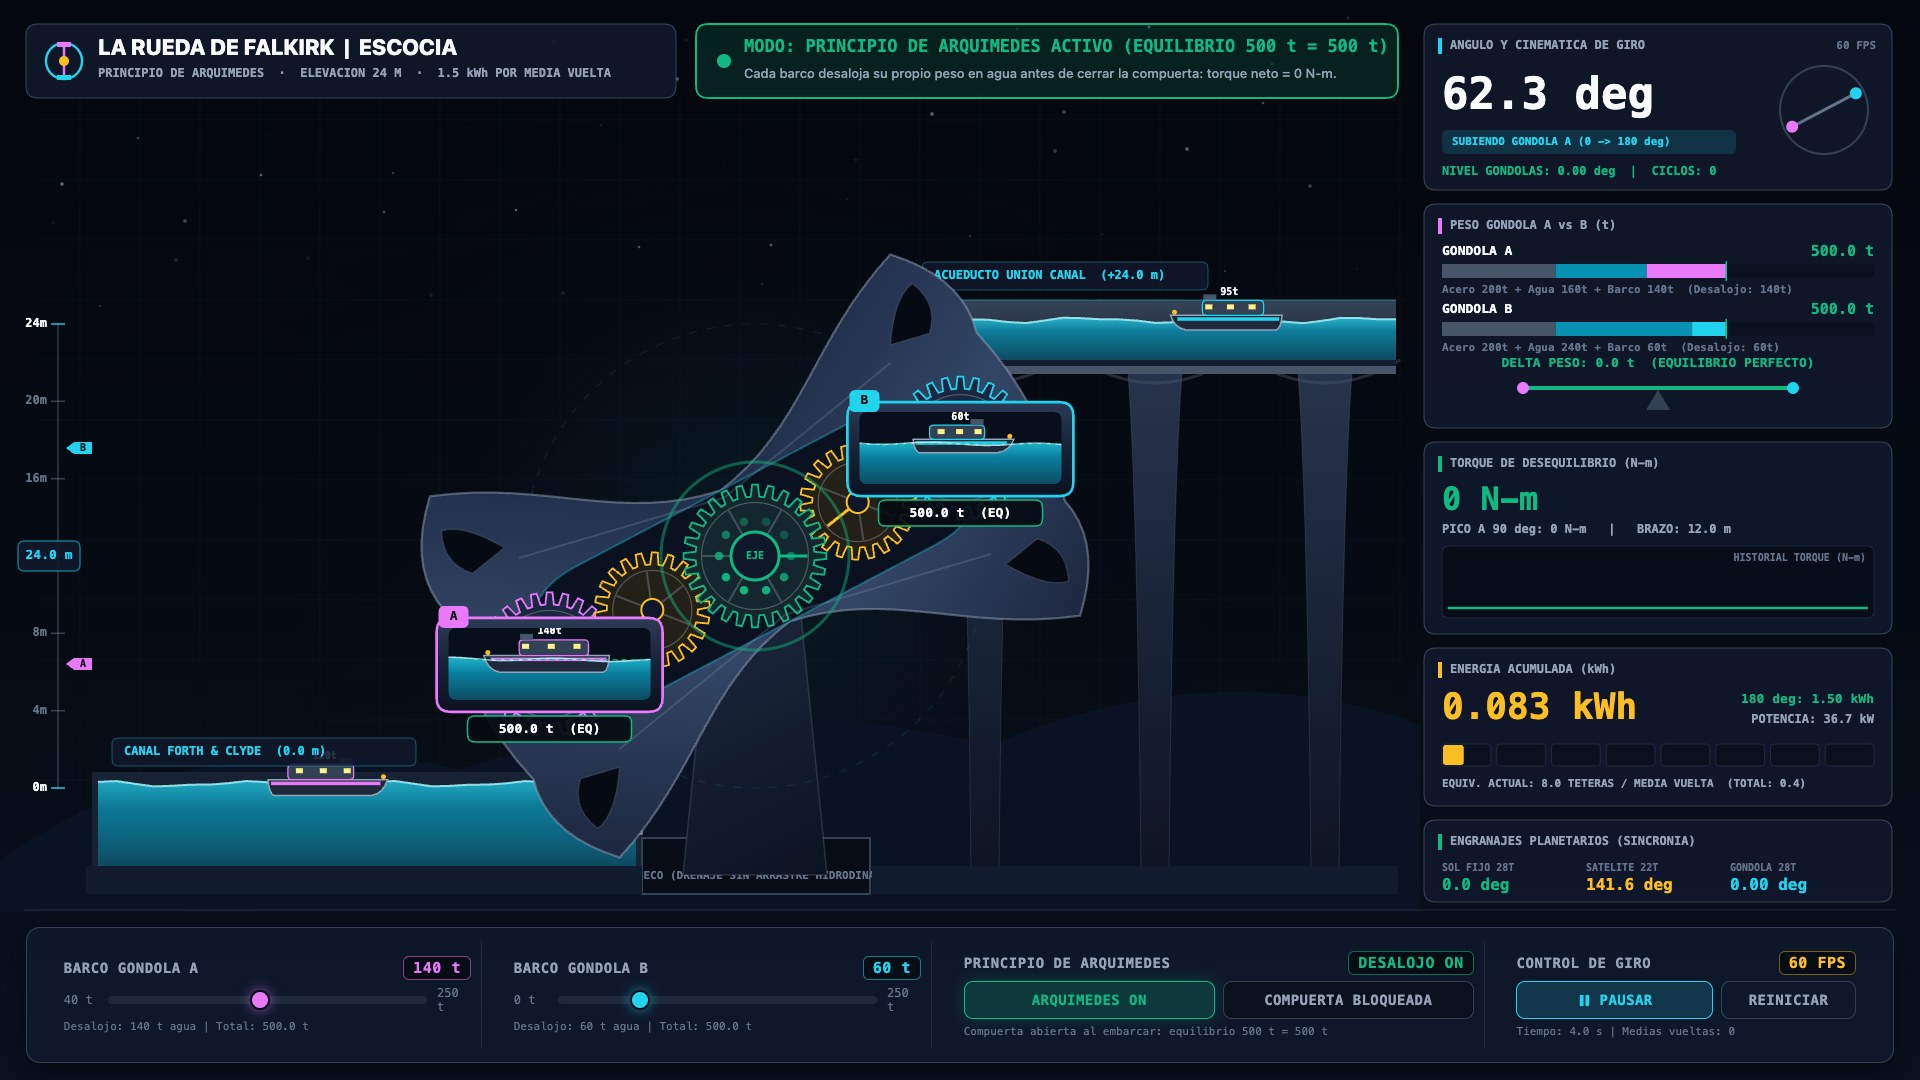 LA RUEDA DE FALKIRK | ESCOCIA
PRINCIPIO DE ARQUIMEDES · ELEVACION 24 M · 1.5 kWh POR MEDIA VUELTA
MODO: PRINCIPIO DE ARQUIMEDES ACTIVO (EQUILIBRIO 500 t = 500 t)
Cada barco desaloja su propio peso en agua antes de cerrar la compuerta: torque neto = 0 N-m.
ACUEDUCTO UNION CANAL (+24.0 m)
95t
24m
20m
B
16m
24.0 m
8m
A
4m
0m
B
60t
500.0 t (EQ)
EJE
A
140t
500.0 t (EQ)
CANAL FORTH & CLYDE (0.0 m)
ECO (DRENAJE SIN ARRASTRE HIDRODIN
ANGULO Y CINEMATICA DE GIRO
60 FPS
62.3 deg
SUBIENDO GONDOLA A (0 -> 180 deg)
NIVEL GONDOLAS: 0.00 deg | CICLOS: 0
PESO GONDOLA A vs B (t)
GONDOLA A 500.0 t
Acero 200t + Agua 160t + Barco 140t (Desalojo: 140t)
GONDOLA B 500.0 t
Acero 200t + Agua 240t + Barco 60t (Desalojo: 60t)
DELTA PESO: 0.0 t (EQUILIBRIO PERFECTO)
TORQUE DE DESEQUILIBRIO (N-m)
0 N-m
PICO A 90 deg: 0 N-m | BRAZO: 12.0 m
HISTORIAL TORQUE (N-m)
ENERGIA ACUMULADA (kWh)
0.083 kWh
180 deg: 1.50 kWh
POTENCIA: 36.7 kW
EQUIV. ACTUAL: 8.0 TETERAS / MEDIA VUELTA (TOTAL: 0.4)
ENGRANAJES PLANETARIOS (SINCRONIA)
SOL FIJO 28T SATELITE 22T GONDOLA 28T
0.0 deg 141.6 deg 0.00 deg
BARCO GONDOLA A 140 t
40 t 250 t
Desalojo: 140 t agua | Total: 500.0 t
BARCO GONDOLA B 60 t
0 t 250 t
Desalojo: 60 t agua | Total: 500.0 t
PRINCIPIO DE ARQUIMEDES DESALOJO ON
ARQUIMEDES ON COMPUERTA BLOQUEADA
Compuerta abierta al embarcar: equilibrio 500 t = 500 t
CONTROL DE GIRO 60 FPS
PAUSAR REINICIAR
Tiempo: 4.0 s | Medias vueltas: 0